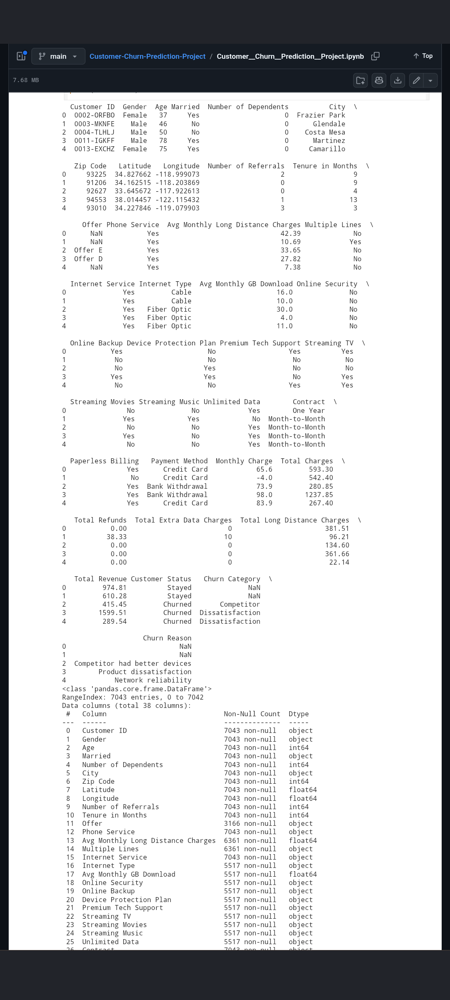 main
Customer-Churn-Prediction-Project / Customer__Churn__Prediction__Project.ipynb
Top
7.68 MB
  Customer ID  Gender  Age Married  Number of Dependents          City  \
0  0002-ORFBO  Female   37     Yes                     0  Frazier Park
1  0003-MKNFE    Male   46      No                     0      Glendale
2  0004-TLHLJ    Male   50      No                     0    Costa Mesa
3  0011-IGKFF    Male   78     Yes                     0      Martinez
4  0013-EXCHZ  Female   75     Yes                     0     Camarillo
   Zip Code   Latitude   Longitude  Number of Referrals  Tenure in Months  \
0     93225  34.827662 -118.999073                    2                 9
1     91206  34.162515 -118.203869                    0                 9
2     92627  33.645672 -117.922613                    0                 4
3     94553  38.014457 -122.115432                    1                13
4     93010  34.227846 -119.079903                    3                 3
     Offer Phone Service  Avg Monthly Long Distance Charges Multiple Lines  \
0      NaN           Yes                              42.39             No
1      NaN           Yes                              10.69            Yes
2  Offer E           Yes                              33.65             No
3  Offer D           Yes                              27.82             No
4      NaN           Yes                               7.38             No
  Internet Service Internet Type  Avg Monthly GB Download Online Security  \
0              Yes         Cable                     16.0              No
1              Yes         Cable                     10.0              No
2              Yes   Fiber Optic                     30.0              No
3              Yes   Fiber Optic                      4.0              No
4              Yes   Fiber Optic                     11.0              No
  Online Backup Device Protection Plan Premium Tech Support Streaming TV  \
0           Yes                     No                  Yes          Yes
1            No                     No                   No           No
2            No                    Yes                   No           No
3           Yes                    Yes                   No          Yes
4            No                     No                  Yes          Yes
  Streaming Movies Streaming Music Unlimited Data        Contract  \
0               No              No            Yes        One Year
1              Yes             Yes             No  Month-to-Month
2               No              No            Yes  Month-to-Month
3              Yes              No            Yes  Month-to-Month
4               No              No            Yes  Month-to-Month
  Paperless Billing   Payment Method  Monthly Charge  Total Charges  \
0               Yes      Credit Card            65.6         593.30
1                No      Credit Card            -4.0         542.40
2               Yes  Bank Withdrawal            73.9         280.85
3               Yes  Bank Withdrawal            98.0        1237.85
4               Yes      Credit Card            83.9         267.40
   Total Refunds  Total Extra Data Charges  Total Long Distance Charges  \
0           0.00                         0                       381.51
1          38.33                        10                        96.21
2           0.00                         0                       134.60
3           0.00                         0                       361.66
4           0.00                         0                        22.14
   Total Revenue Customer Status   Churn Category  \
0         974.81          Stayed              NaN
1         610.28          Stayed              NaN
2         415.45         Churned       Competitor
3        1599.51         Churned  Dissatisfaction
4         289.54         Churned  Dissatisfaction
                    Churn Reason
0                            NaN
1                            NaN
2  Competitor had better devices
3        Product dissatisfaction
4            Network reliability
<class 'pandas.core.frame.DataFrame'>
RangeIndex: 7043 entries, 0 to 7042
Data columns (total 38 columns):
 #   Column                             Non-Null Count  Dtype
---  ------                             --------------  -----
 0   Customer ID                        7043 non-null   object
 1   Gender                             7043 non-null   object
 2   Age                                7043 non-null   int64
 3   Married                            7043 non-null   object
 4   Number of Dependents               7043 non-null   int64
 5   City                               7043 non-null   object
 6   Zip Code                           7043 non-null   int64
 7   Latitude                           7043 non-null   float64
 8   Longitude                          7043 non-null   float64
 9   Number of Referrals                7043 non-null   int64
 10  Tenure in Months                   7043 non-null   int64
 11  Offer                              3166 non-null   object
 12  Phone Service                      7043 non-null   object
 13  Avg Monthly Long Distance Charges  6361 non-null   float64
 14  Multiple Lines                     6361 non-null   object
 15  Internet Service                   7043 non-null   object
 16  Internet Type                      5517 non-null   object
 17  Avg Monthly GB Download            5517 non-null   float64
 18  Online Security                    5517 non-null   object
 19  Online Backup                      5517 non-null   object
 20  Device Protection Plan             5517 non-null   object
 21  Premium Tech Support               5517 non-null   object
 22  Streaming TV                       5517 non-null   object
 23  Streaming Movies                   5517 non-null   object
 24  Streaming Music                    5517 non-null   object
 25  Unlimited Data                     5517 non-null   object
 26  Contract                           7043 non-null   object